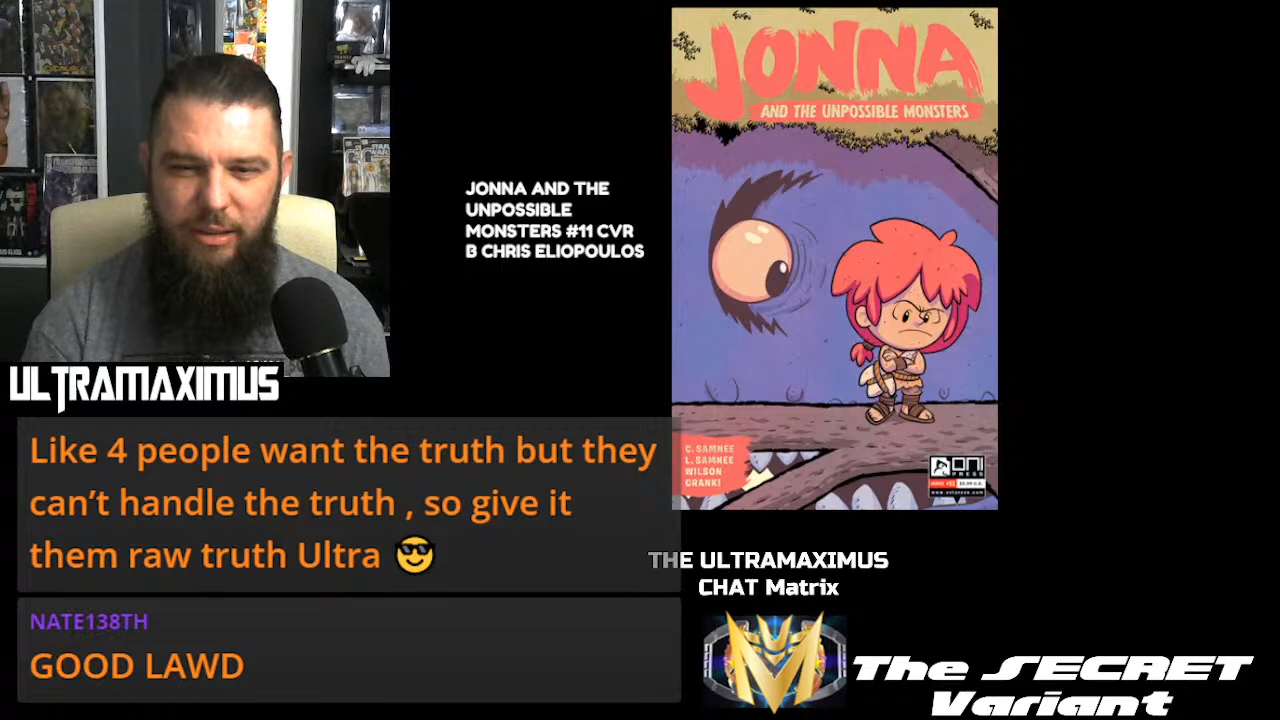 JONNA
AND THE UNPOSSIBLE MONSTERS
JONNA AND THE
UNPOSSIBLE
MONSTERS #11 CVR
B CHRIS ELIOPOULOS
ULTRAMAXIMUS
Like 4 people want the truth but they
can't handle the truth , so give it
them raw truth Ultra 😎
NATE138TH
GOOD LAWD
C. SAMNEE
L. SAMNEE
WILSON
CRANK!
ONI
PRESS
THE ULTRAMAXIMUS
CHAT Matrix
M
The SECRET
Variant